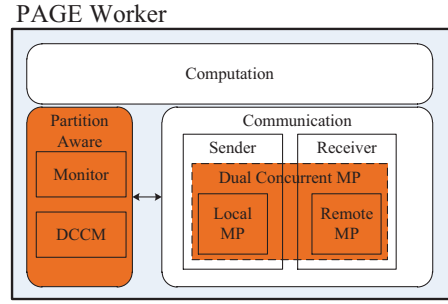 PAGE Worker
Computation
Partition
Aware
Monitor
DCCM
Communication
Sender
Receiver
Dual Concurrent MP
Local
MP
Remote
MP